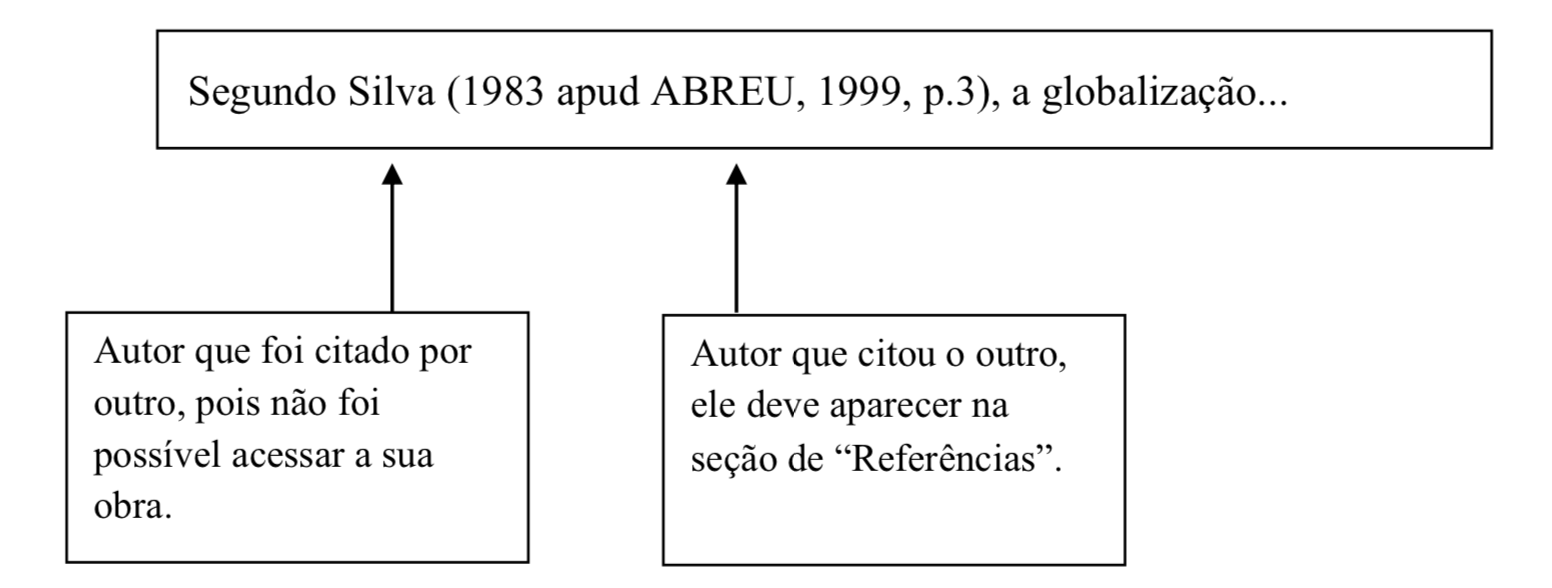 Segundo Silva (1983 apud ABREU, 1999, p.3), a globalização...
Autor que foi citado por
outro, pois não foi
possível acessar a sua
obra.
Autor que citou o outro,
ele deve aparecer na
seção de “Referências”.